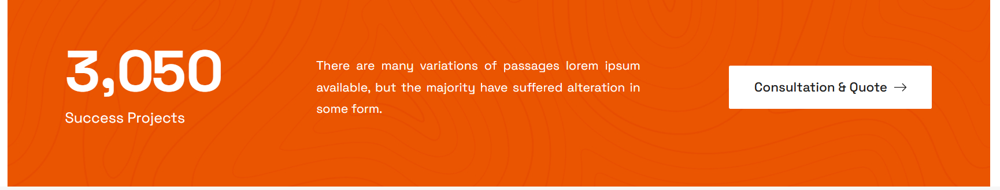 3,050
Success Projects
There are many variations of passages lorem ipsum
available, but the majority have suffered alteration in
some form.
Consultation & Quote →